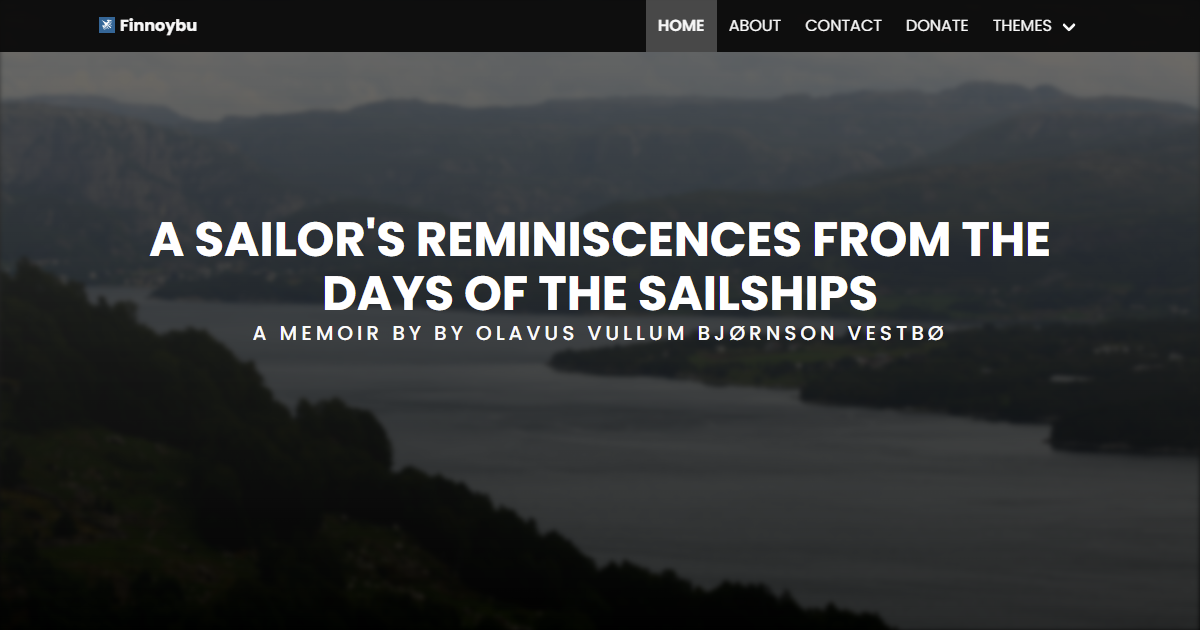 Finnoybu
HOME
ABOUT
CONTACT
DONATE
THEMES
A SAILOR'S REMINISCENCES FROM THE
DAYS OF THE SAILSHIPS
A MEMOIR BY BY OLAVUS VULLUM BJØRNSON VESTBØ